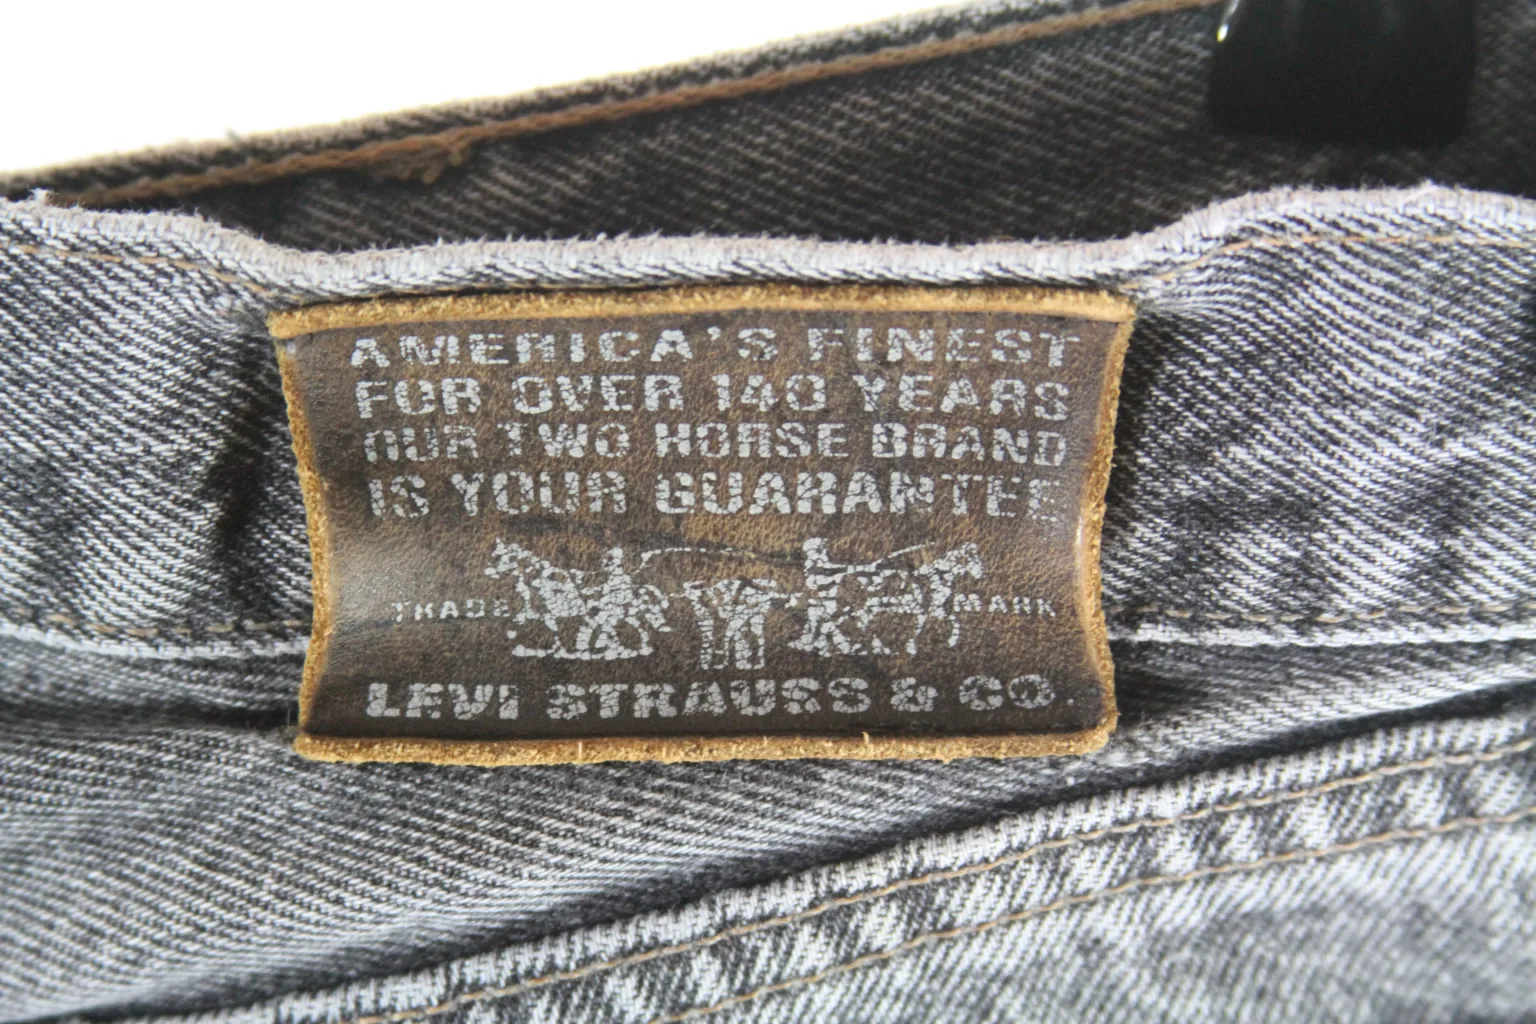 AMERICA'S FINEST
FOR OVER 140 YEARS
OUR TWO HORSE BRAND
IS YOUR GUARANTEE
TRADE MARK
LEVI STRAUSS & CO.